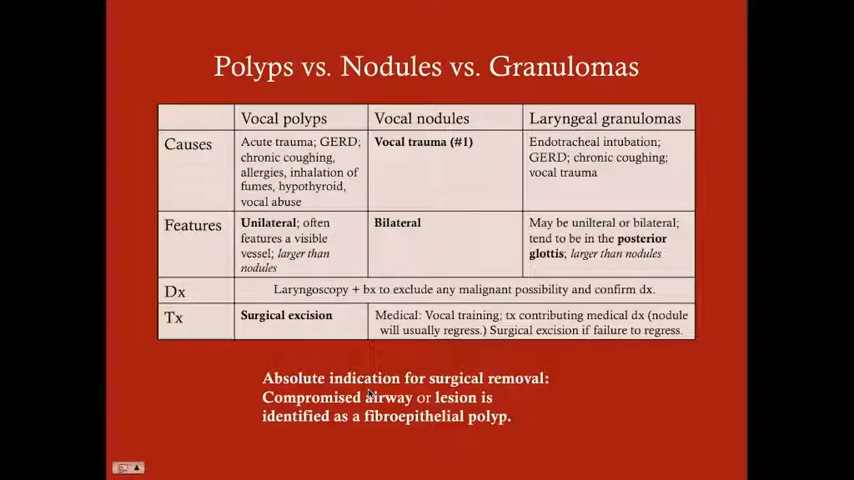 Polyps vs. Nodules vs. Granulomas
Vocal polyps
Vocal nodules
Laryngeal granulomas
Causes
Acute trauma; GERD;
chronic coughing,
allergies, inhalation of
fumes, hypothyroid,
vocal abuse
Vocal trauma (#1)
Endotracheal intubation;
GERD; chronic coughing;
vocal trauma
Features
Unilateral; often
features a visible
vessel; larger than
nodules
Bilateral
May be unilteral or bilateral;
tend to be in the posterior
glottis; larger than nodules
Dx
Laryngoscopy + bx to exclude any malignant possibility and confirm dx.
Tx
Surgical excision
Medical: Vocal training; tx contributing medical dx (nodule
will usually regress.) Surgical excision if failure to regress.
Absolute indication for surgical removal:
Compromised airway or lesion is
identified as a fibroepithelial polyp.